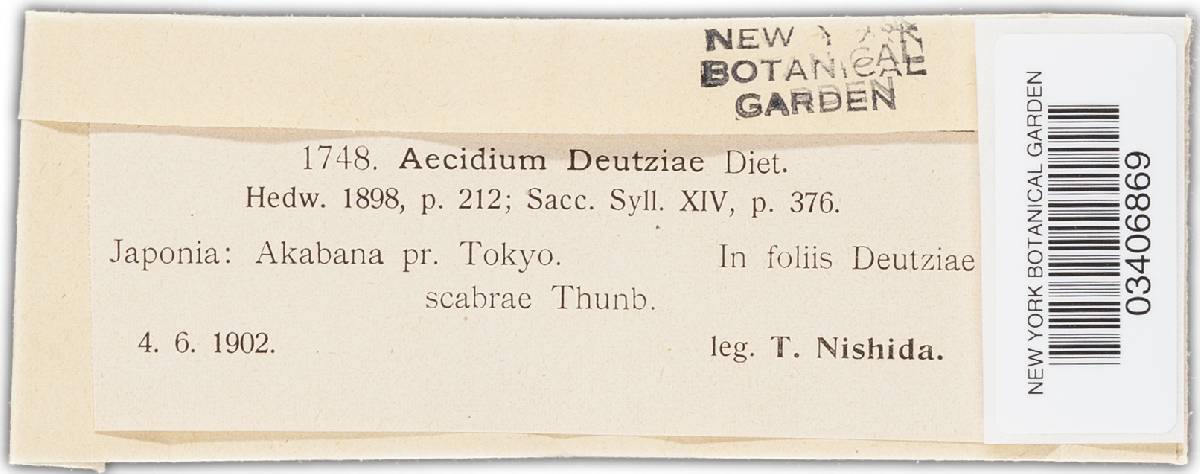 NEW YORK
BOTANICAL
GARDEN
1748. Aecidium Deutziae Diet.
Hedw. 1898, p. 212; Sacc. Syll. XIV, p. 376.
Japonia: Akabana pr. Tokyo. In foliis Deutziae
scabrae Thunb.
4. 6. 1902. leg. T. Nishida.
NEW YORK BOTANICAL GARDEN
03406869